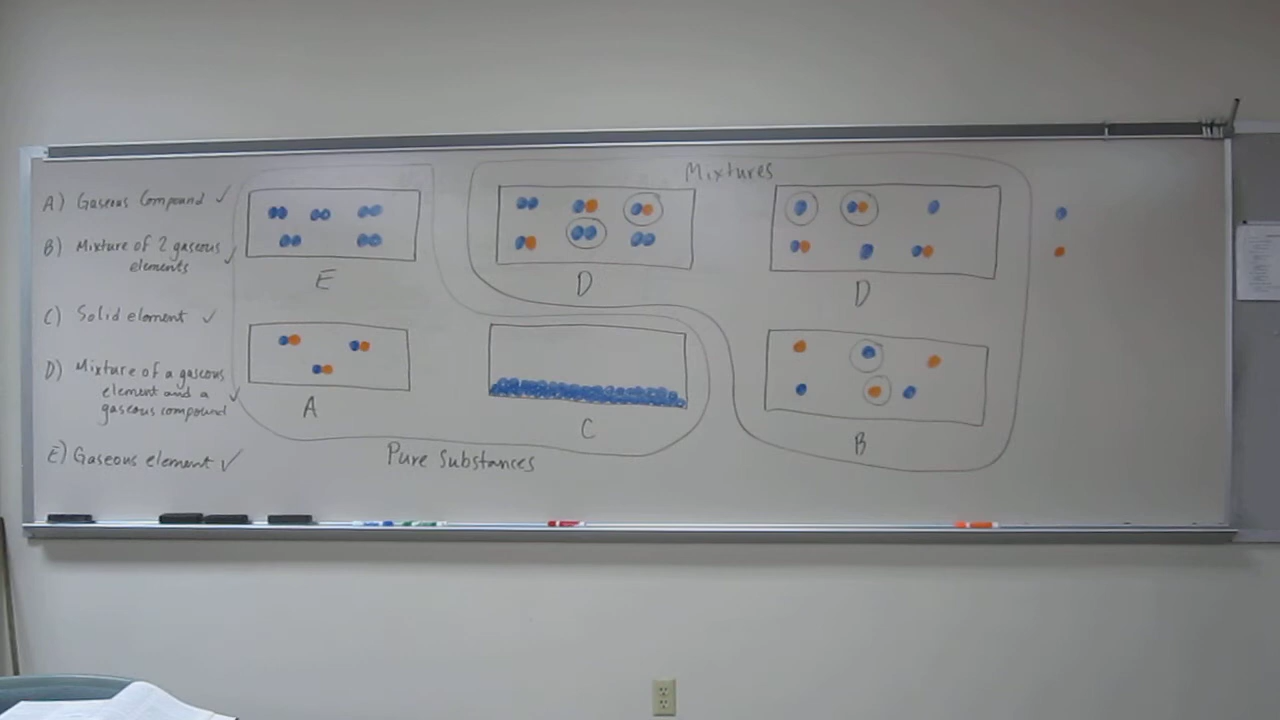 A) Gaseous Compound ✓
B) Mixture of 2 gaseous ✓
elements
C) Solid element ✓
D) Mixture of a gaseous
element and a ✓
gaseous compound
E) Gaseous element ✓
Mixtures
E
D
D
A
C
B
Pure Substances